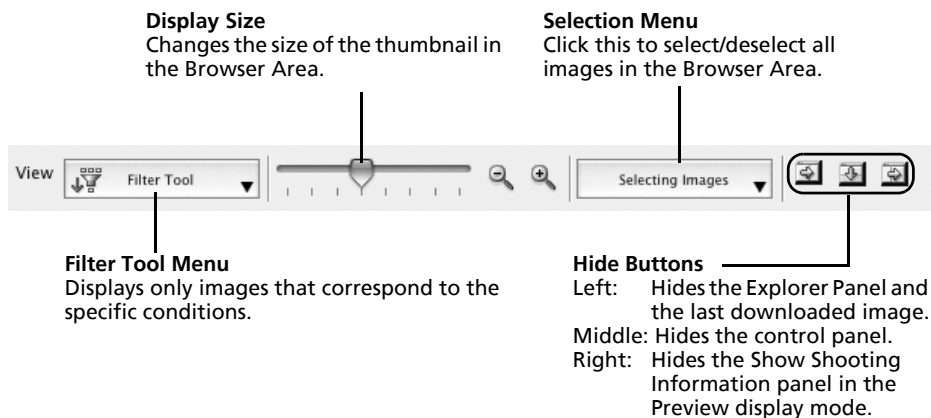 Display Size
Changes the size of the thumbnail in
the Browser Area.
Selection Menu
Click this to select/deselect all
images in the Browser Area.
View
Filter Tool
Selecting Images
Filter Tool Menu
Displays only images that correspond to the
specific conditions.
Hide Buttons
Left: Hides the Explorer Panel and
the last downloaded image.
Middle: Hides the control panel.
Right: Hides the Show Shooting
Information panel in the
Preview display mode.